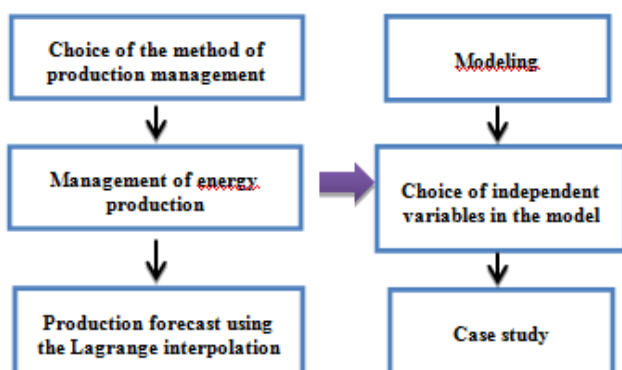 Choice of the method of
production management
Management of energy
production
Production forecast using
the Lagrange interpolation
Modeling
Choice of independent
variables in the model
Case study